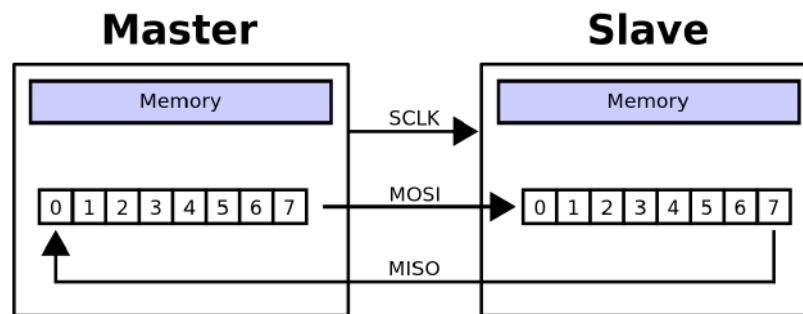 Master Slave
Memory Memory
SCLK
MOSI
0 1 2 3 4 5 6 7 0 1 2 3 4 5 6 7
MISO